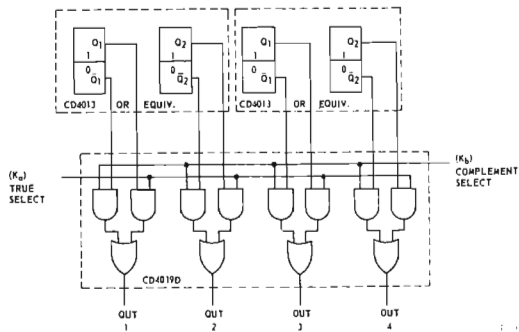 Q1 Q2 Q1 Q2
1 1 1 1
0 0 0 0
Q̅1 Q̅2 Q̅1 Q̅2
CD4013 OR EQUIV. CD4013 OR EQUIV.
(Ka)
TRUE
SELECT
(Kb)
COMPLEMENT
SELECT
CD4019D
OUT OUT OUT OUT
1 2 3 4